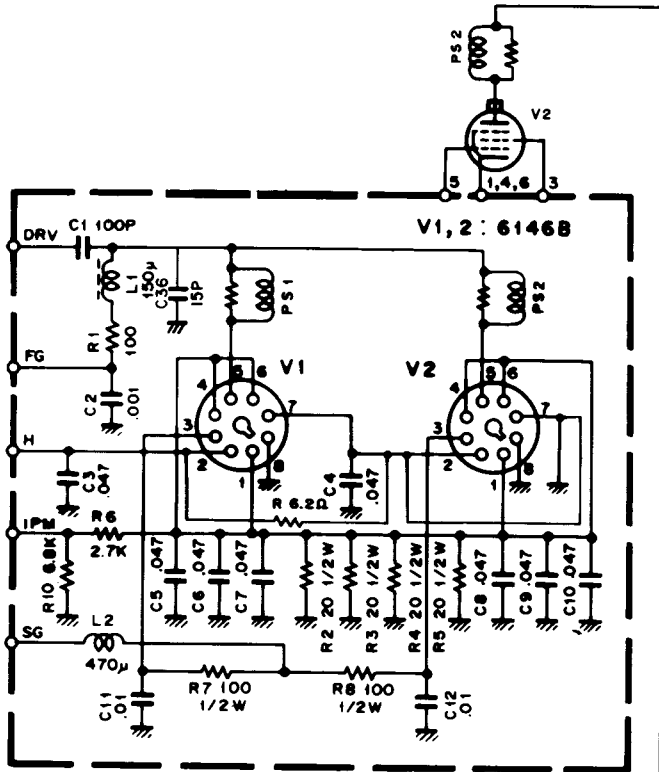 PS2
V2
5
1,4,6
3
V1, 2 : 6146B
DRV
C1 100P
L1
150μ
C36
15P
R1
100
PS1
PS2
FG
C2
.001
V1
4
5
6
3
7
2
1
8
V2
4
5
6
3
7
2
1
8
H
C3
.047
C4
.047
R 6.2Ω
IPM
R6
2.7K
R10 6.8K
C5 .047
C6 .047
C7 .047
R2 20 1/2W
R3 20 1/2W
R4 20 1/2W
R5 20 1/2W
C8 .047
C9 .047
C10 .047
SG
L2
470μ
R7 100
1/2W
R8 100
1/2W
C11
.01
C12
.01